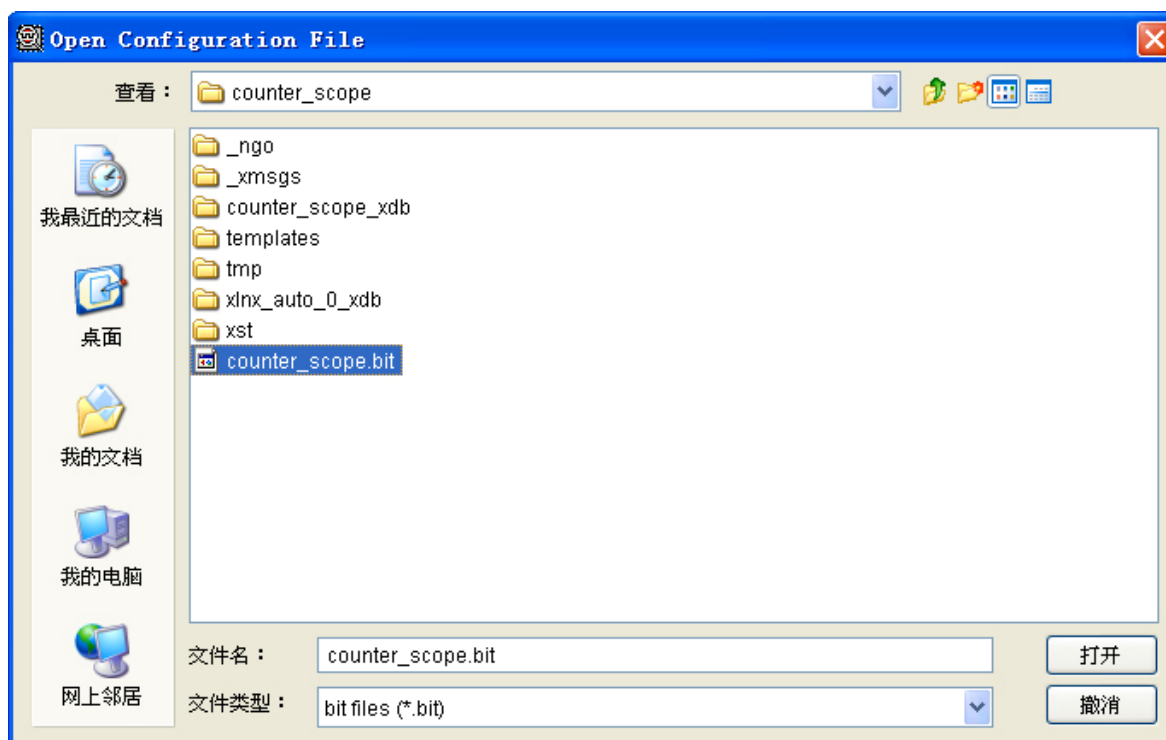 Open Configuration File
查看：
counter_scope
_ngo
_xmsgs
counter_scope_xdb
templates
tmp
xlnx_auto_0_xdb
xst
counter_scope.bit
我最近的文档
桌面
我的文档
我的电脑
网上邻居
文件名： counter_scope.bit 打开
文件类型： bit files (*.bit) 撤消